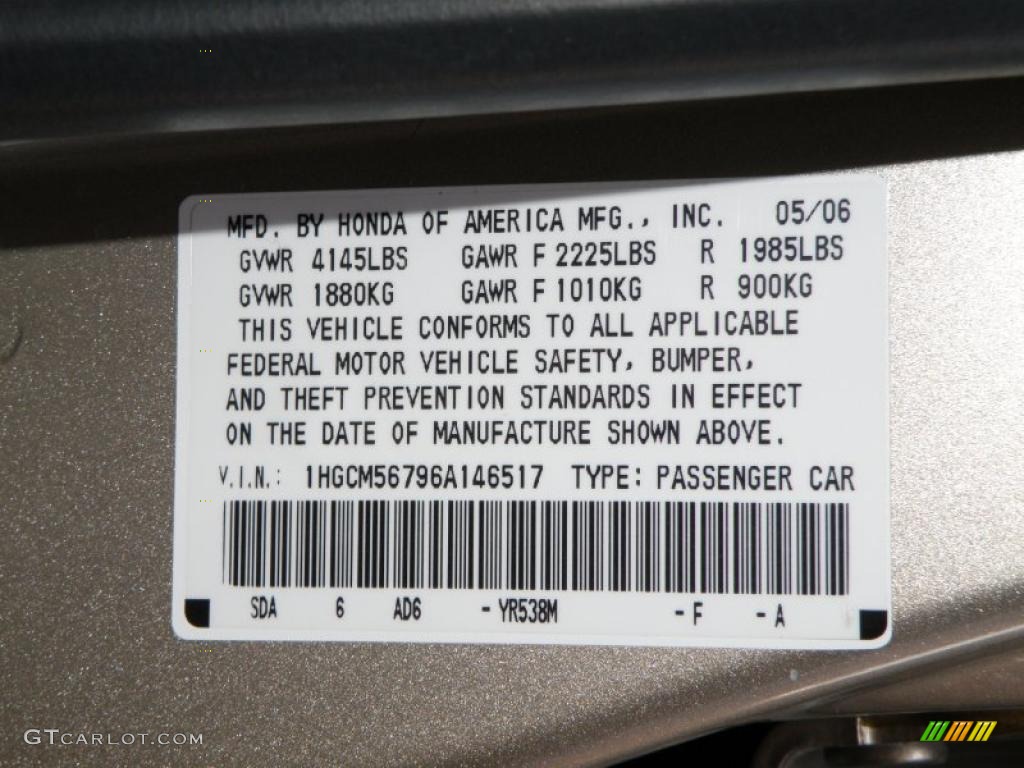 MFD. BY HONDA OF AMERICA MFG., INC. 05/06
GVWR 4145LBS GAWR F 2225LBS R 1985LBS
GVWR 1880KG GAWR F 1010KG R 900KG
THIS VEHICLE CONFORMS TO ALL APPLICABLE
FEDERAL MOTOR VEHICLE SAFETY, BUMPER,
AND THEFT PREVENTION STANDARDS IN EFFECT
ON THE DATE OF MANUFACTURE SHOWN ABOVE.
V.I.N.: 1HGCM56796A146517 TYPE: PASSENGER CAR
SDA 6 AD6 -YR538M -F -A
GTCARLOT.COM